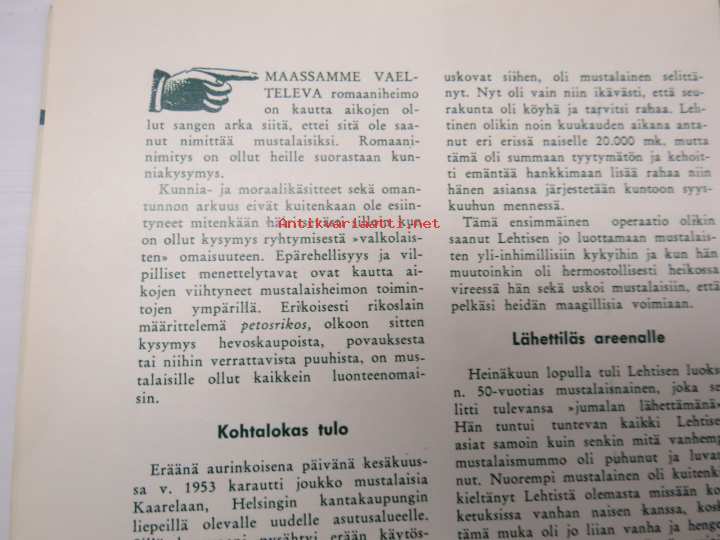 MAASSAMME VAEL-
TELEVA romaaniheimo
on kautta aikojen ol-
lut sangen arka siitä, ettei sitä ole saa-
nut nimittää mustalaisiksi. Romaani-
nimitys on ollut heille suorastaan kun-
niakysymys.
Kunnia- ja moraalikäsitteet sekä oman-
tunnon arkuus eivät kuitenkaan ole esiin-
tyneet mitenkään silloin kun
on ollut kysymys ryhtymisestä »valkolais-
ten» omaisuuteen. Epärehellisyys ja vil-
pilliset menettelytavat ovat kautta ai-
kojen viihtyneet mustalaisheimon toimin-
tojen ympärillä. Erikoisesti rikoslain
määrittelemä petosrikos, olkoon sitten
kysymys hevoskaupoista, povauksesta
tai niihin verrattavista puuhista, on mus-
talaisille ollut kaikkein luonteenomai-
sin.
Kohtalokas tulo
Eräänä aurinkoisena päivänä kesäkuus-
sa v. 1953 karautti joukko mustalaisia
Kaarelaan, Helsingin kantakaupungin
liepeillä olevalle uudelle asutusalueelle.
pysähtyi erään käytös-
uskovat siihen, oli mustalainen selittä-
nyt. Nyt oli vain niin ikävästi, että seu-
rakunta oli köyhä ja tarvitsi rahaa. Leh-
tinen olikin noin kuukauden aikana anta-
nut eri erissä naiselle 20.000 mk, mutta
tämä oli summaan tyytymätön ja kehoit-
ti emäntää hankkimaan lisää rahaa niin
hänen asiansa järjestetään kuntoon syys-
kuuhun mennessä.
Tämä ensimmäinen operaatio olikin
saanut Lehtisen jo luottamaan mustalais-
ten yli-inhimillisiin kykyihin ja kun hän
muutoinkin oli hermostollisesti heikossa
vireessä hän sekä uskoi mustalaisiin, että
pelkäsi heidän maagillisia voimiaan.
Lähettiläs areenalle
Heinäkuun lopulla tuli Lehtisen luoks
n. 50-vuotias mustalaisnainen, joka se
litti tulevansa »jumalan lähettämänä»
Hän tuntui tuntevan kaikki Lehtise
asiat samoin kuin senkin mitä vanhemp
mustalaismummo oli puhunut ja luvan
nut. Nuorempi mustalainen oli kuitenk
kieltänyt Lehtistä olemasta missään ko
ketuksissa vanhan naisen kanssa, kosk
tämä muka oli jo liian vanha ja henge
Antikvariaatti.net